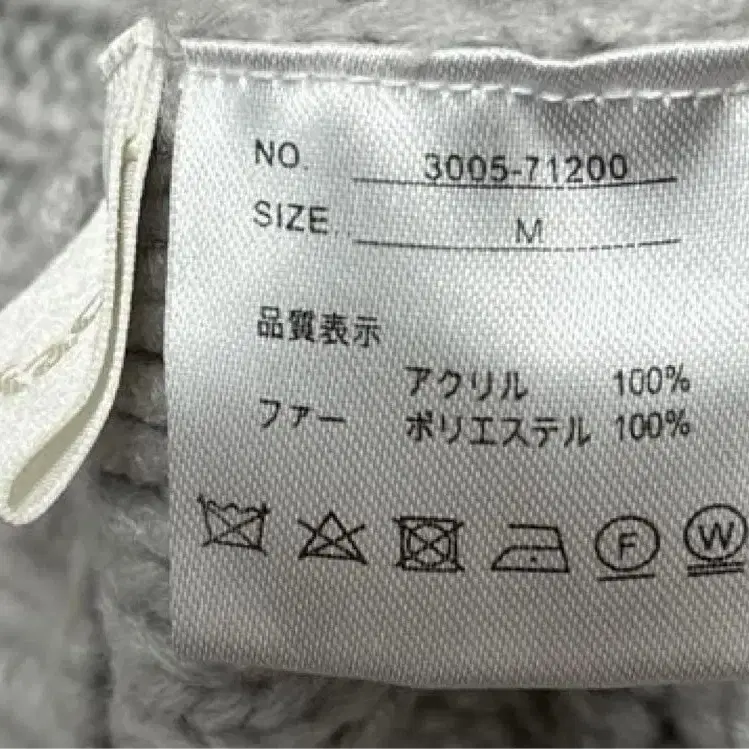 NO. 3005-71200
SIZE M
品質表示
アクリル 100%
ファー ポリエステル 100%
F W